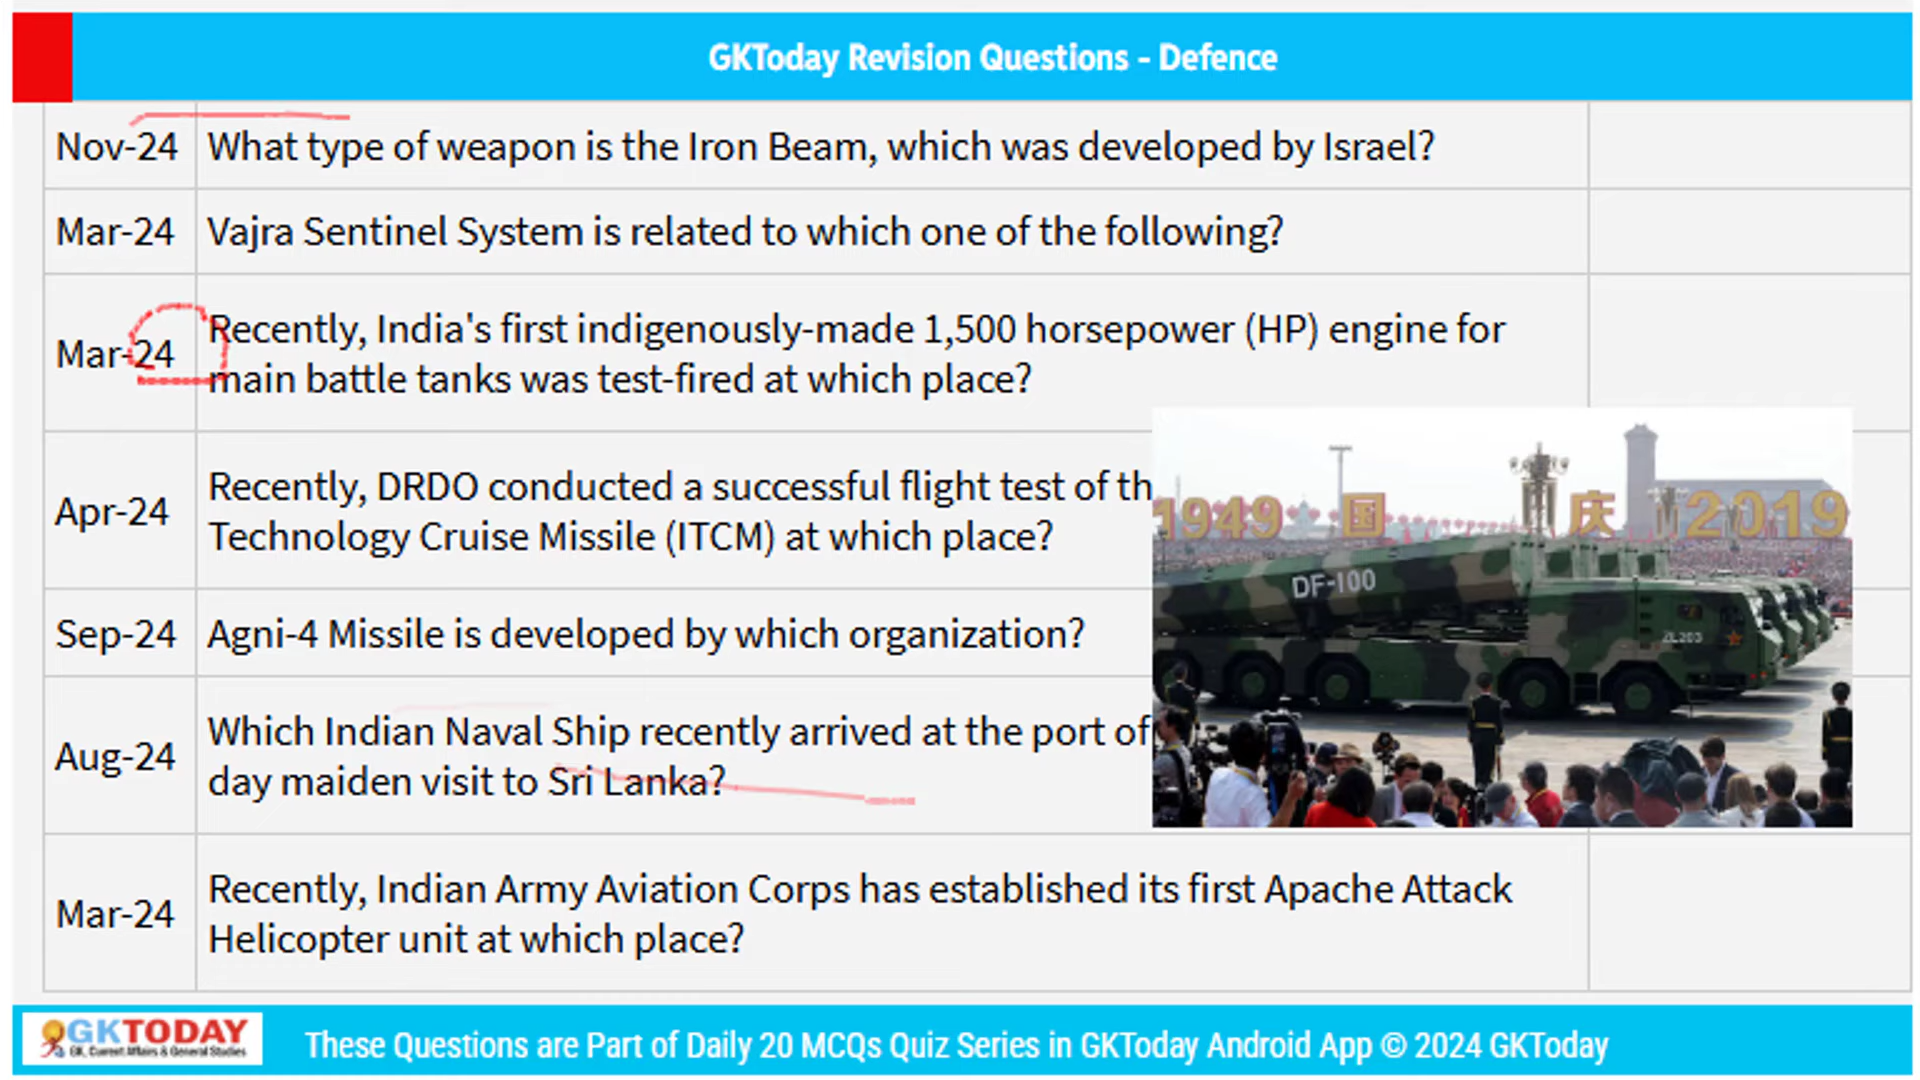 GKToday Revision Questions - Defence
Nov-24 What type of weapon is the Iron Beam, which was developed by Israel?
Mar-24 Vajra Sentinel System is related to which one of the following?
Mar-24 Recently, India's first indigenously-made 1,500 horsepower (HP) engine for
main battle tanks was test-fired at which place?
Apr-24 Recently, DRDO conducted a successful flight test of th
Technology Cruise Missile (ITCM) at which place?
1949 国 庆 2019
DF-100
ZL203
Sep-24 Agni-4 Missile is developed by which organization?
Aug-24 Which Indian Naval Ship recently arrived at the port of
day maiden visit to Sri Lanka?
Mar-24 Recently, Indian Army Aviation Corps has established its first Apache Attack
Helicopter unit at which place?
GKTODAY
GK, Current Affairs & General Studies
These Questions are Part of Daily 20 MCQs Quiz Series in GKToday Android App © 2024 GKToday